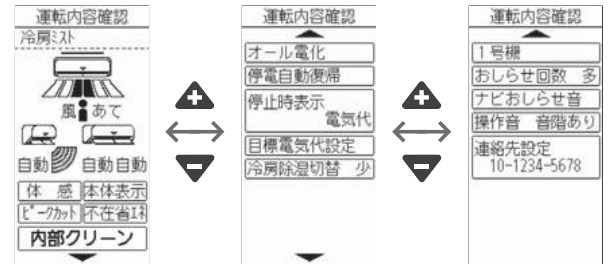 運転内容確認
冷房ミスト
風あて
自動 自動 自動
体 感 本体表示
ピークカット 不在省エネ
内部クリーン
運転内容確認
オール電化
停電自動復帰
停止時表示
電気代
目標電気代設定
冷房除湿切替 少
運転内容確認
1号機
おしらせ回数 多
ナビおしらせ音
操作音 音階あり
連絡先設定
10-1234-5678